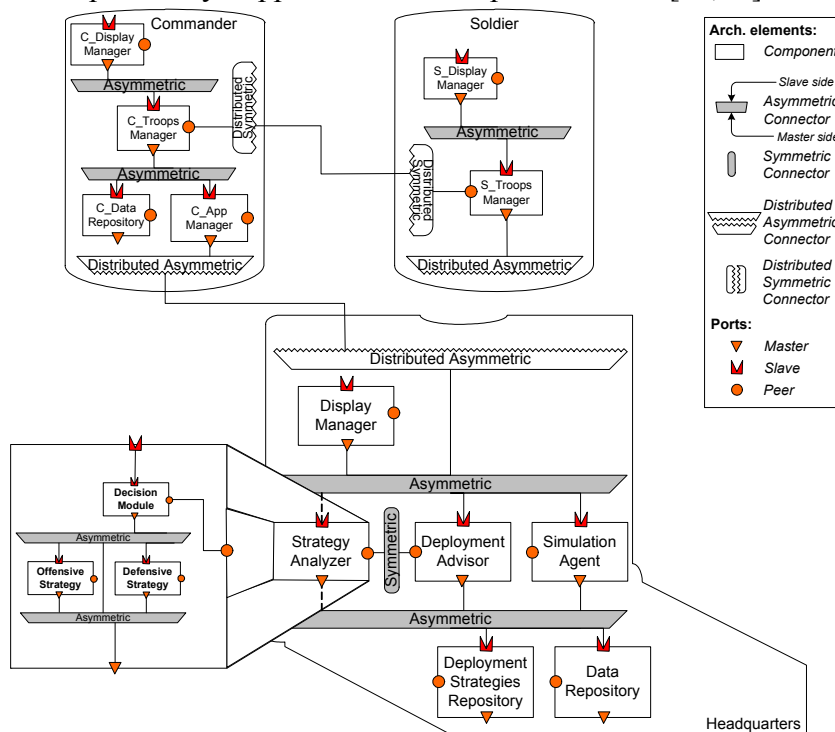 Commander
C_Display
Manager
Asymmetric
C_Troops
Manager
Distributed
Symmetric
Asymmetric
C_Data
Repository
C_App
Manager
Distributed Asymmetric
Soldier
S_Display
Manager
Asymmetric
Distributed
Symmetric
S_Troops
Manager
Distributed Asymmetric
Arch. elements:
Component
Slave side
Asymmetric
Connector
Master side
Symmetric
Connector
Distributed
Asymmetric
Connector
Distributed
Symmetric
Connector
Ports:
Master
Slave
Peer
Distributed Asymmetric
Display
Manager
Asymmetric
Strategy
Analyzer
Symmetric
Deployment
Advisor
Simulation
Agent
Asymmetric
Deployment
Strategies
Repository
Data
Repository
Headquarters
Decision
Module
Asymmetric
Offensive
Strategy
Defensive
Strategy
Asymmetric